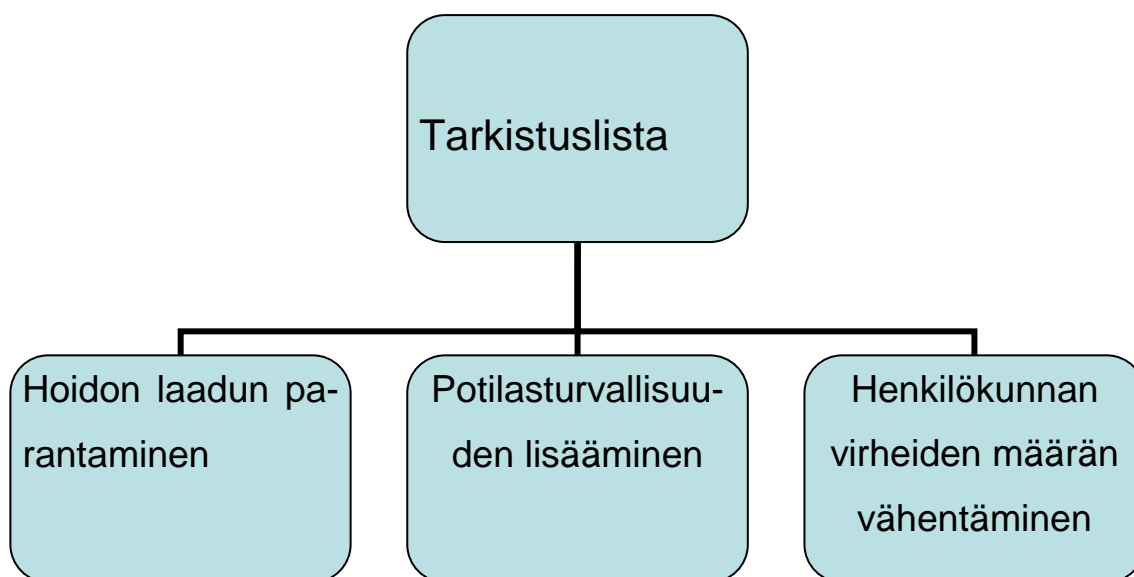 Tarkistuslista
Hoidon laadun pa-
rantaminen
Potilasturvallisuu-
den lisääminen
Henkilökunnan
virheiden määrän
vähentäminen